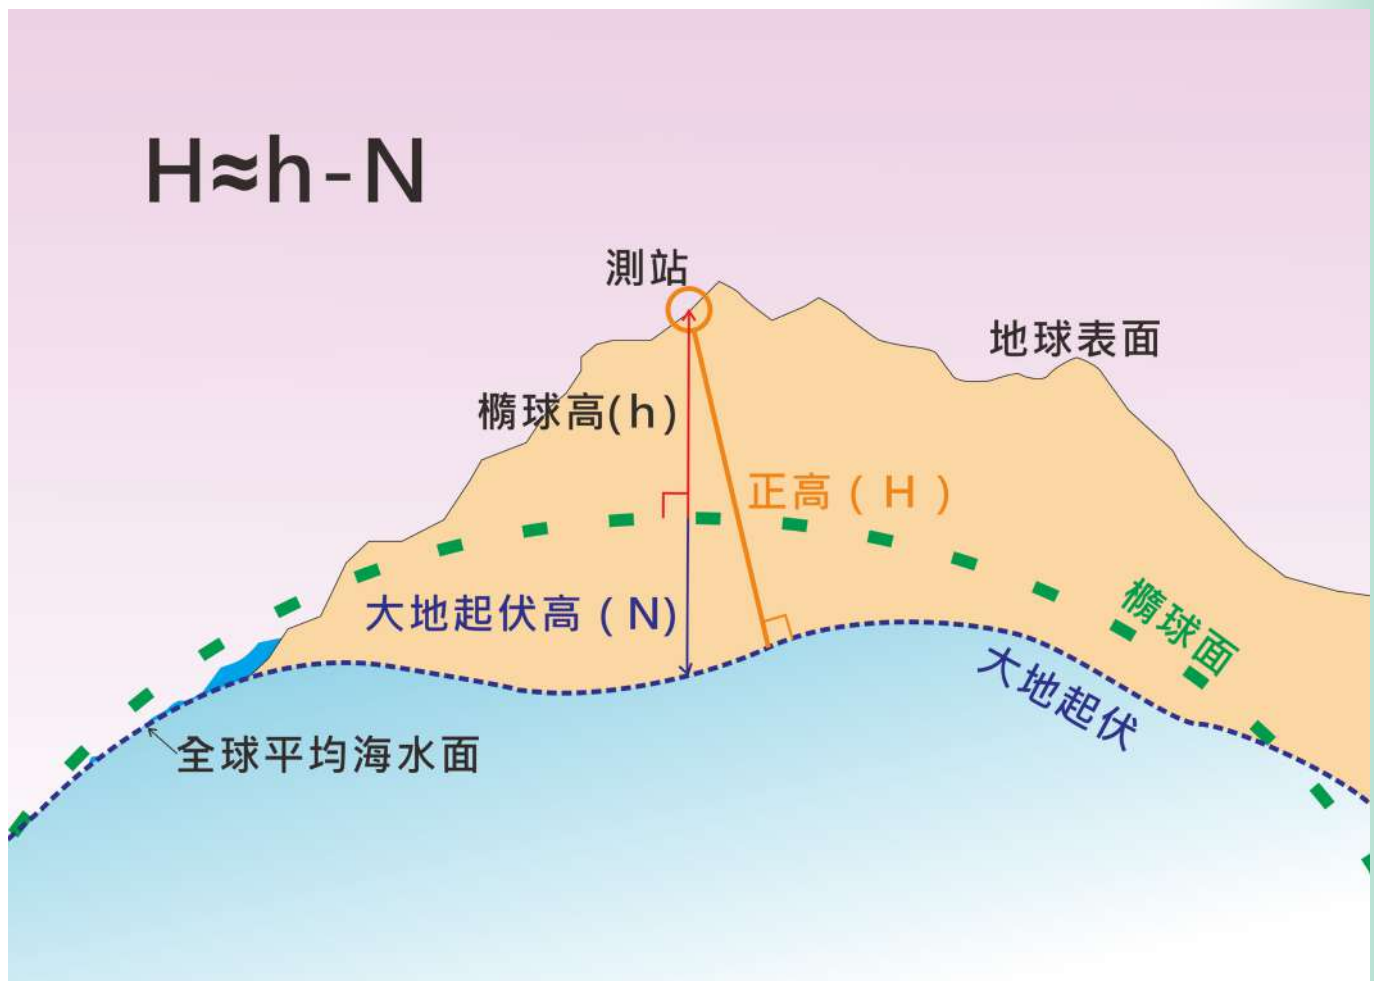 H≈h-N
測站
地球表面
橢球高(h)
正高（H）
大地起伏高（N）
橢球面
大地起伏
全球平均海水面